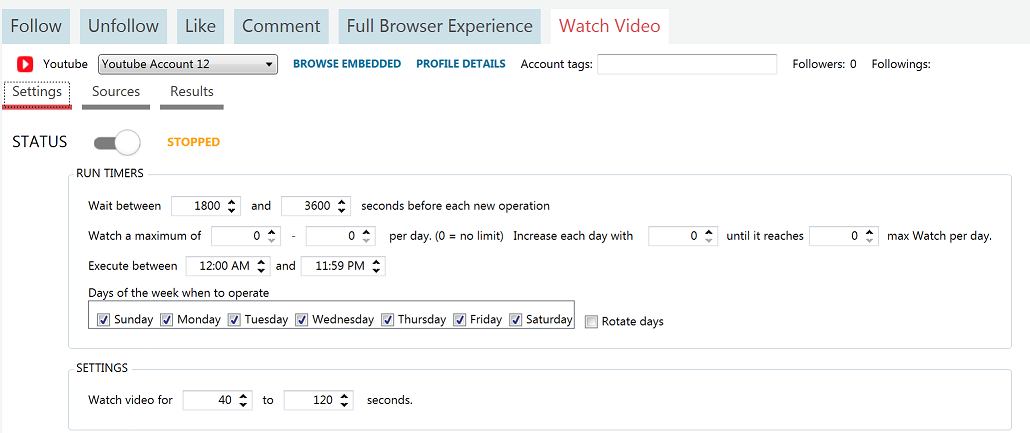 Follow Unfollow Like Comment Full Browser Experience Watch Video
Youtube Youtube Account 12 BROWSE EMBEDDED PROFILE DETAILS Account tags: Followers: 0 Followings:
Settings Sources Results
STATUS STOPPED
RUN TIMERS
Wait between 1800 and 3600 seconds before each new operation
Watch a maximum of 0 - 0 per day. (0 = no limit) Increase each day with 0 until it reaches 0 max Watch per day.
Execute between 12:00 AM and 11:59 PM
Days of the week when to operate
Sunday Monday Tuesday Wednesday Thursday Friday Saturday Rotate days
SETTINGS
Watch video for 40 to 120 seconds.